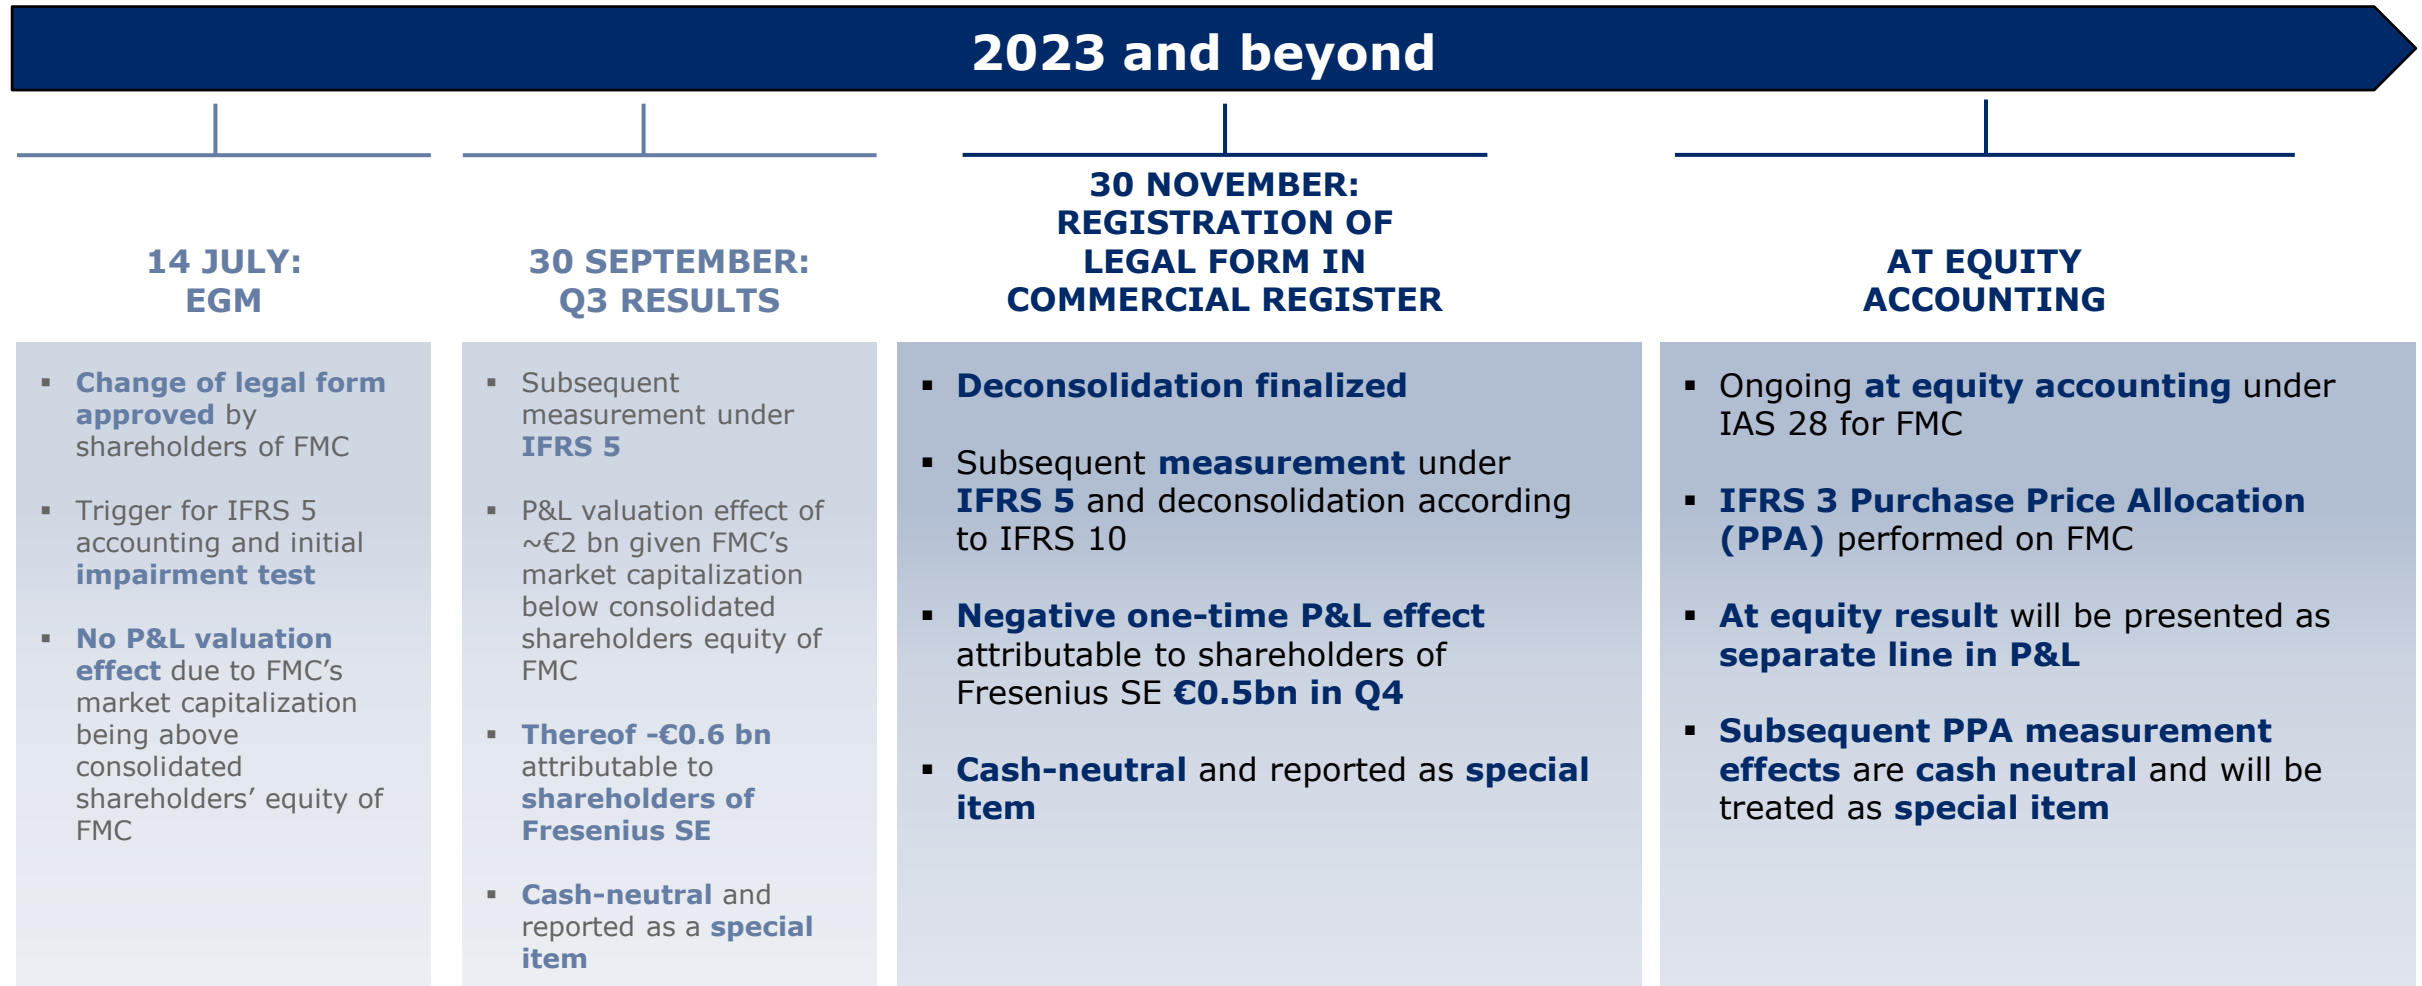 2023 and beyond
14 JULY:
EGM
▪ Change of legal form
approved by
shareholders of FMC
▪ Trigger for IFRS 5
accounting and initial
impairment test
▪ No P&L valuation
effect due to FMC’s
market capitalization
being above
consolidated
shareholders’ equity of
FMC
30 SEPTEMBER:
Q3 RESULTS
▪ Subsequent
measurement under
IFRS 5
▪ P&L valuation effect of
~€2 bn given FMC’s
market capitalization
below consolidated
shareholders equity of
FMC
▪ Thereof -€0.6 bn
attributable to
shareholders of
Fresenius SE
▪ Cash-neutral and
reported as a special
item
30 NOVEMBER:
REGISTRATION OF
LEGAL FORM IN
COMMERCIAL REGISTER
▪ Deconsolidation finalized
▪ Subsequent measurement under
IFRS 5 and deconsolidation according
to IFRS 10
▪ Negative one-time P&L effect
attributable to shareholders of
Fresenius SE €0.5bn in Q4
▪ Cash-neutral and reported as special
item
AT EQUITY
ACCOUNTING
▪ Ongoing at equity accounting under
IAS 28 for FMC
▪ IFRS 3 Purchase Price Allocation
(PPA) performed on FMC
▪ At equity result will be presented as
separate line in P&L
▪ Subsequent PPA measurement
effects are cash neutral and will be
treated as special item